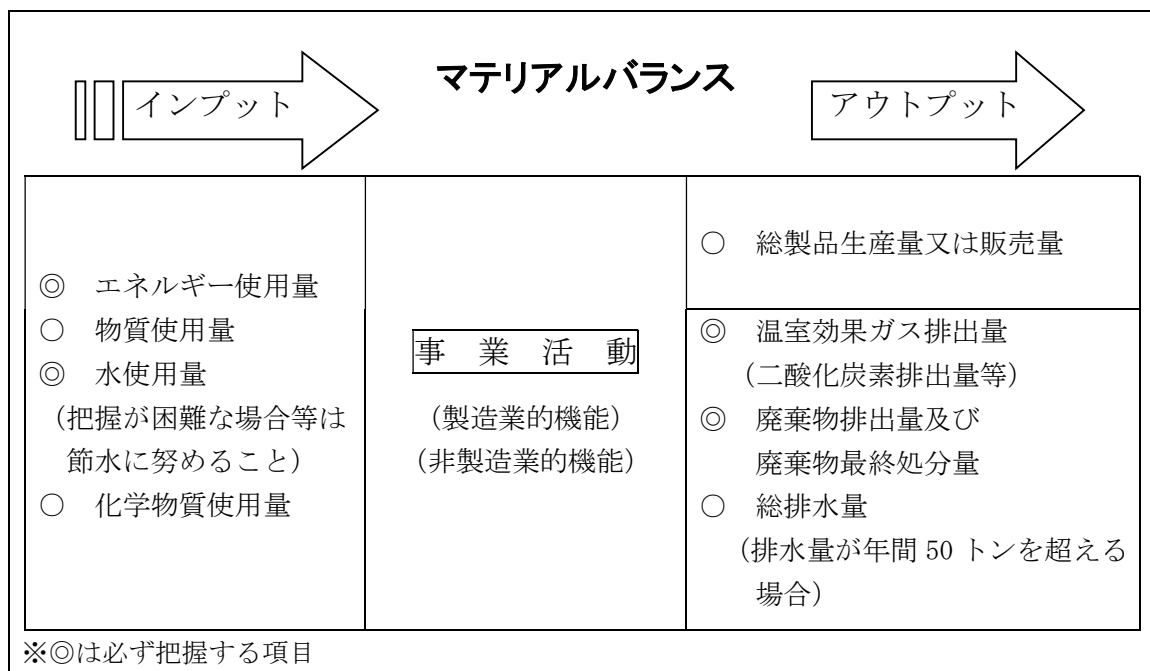 マテリアルバランス
インプット
アウトプット
◎ エネルギー使用量
○ 物質使用量
◎ 水使用量
(把握が困難な場合等は
節水に努めること)
○ 化学物質使用量
事 業 活 動
(製造業的機能)
(非製造業的機能)
○ 総製品生産量又は販売量
◎ 温室効果ガス排出量
(二酸化炭素排出量等)
◎ 廃棄物排出量及び
廃棄物最終処分量
○ 総排水量
(排水量が年間 50 トンを超える
場合)
※◎は必ず把握する項目